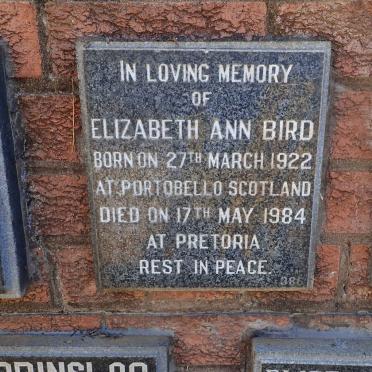 IN LOVING MEMORY
OF
ELIZABETH ANN BIRD
BORN ON 27TH MARCH 1922
AT PORTOBELLO SCOTLAND
DIED ON 17TH MAY 1984
AT PRETORIA
REST IN PEACE.